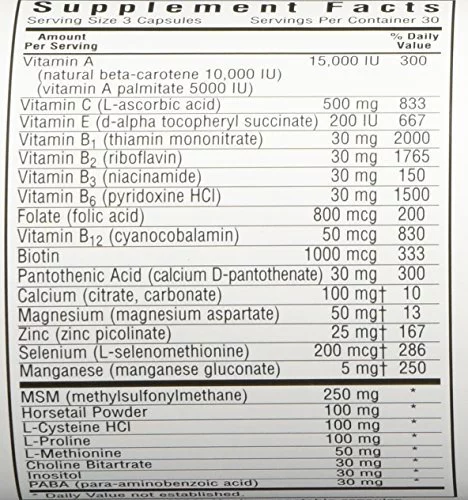 Supplement Facts
Serving Size 3 Capsules Servings Per Container 30
Amount Per Serving % Daily Value
Vitamin A 15,000 IU 300
(natural beta-carotene 10,000 IU)
(vitamin A palmitate 5000 IU)
Vitamin C (L-ascorbic acid) 500 mg 833
Vitamin E (d-alpha tocopheryl succinate) 200 IU 667
Vitamin B1 (thiamin mononitrate) 30 mg 2000
Vitamin B2 (riboflavin) 30 mg 1765
Vitamin B3 (niacinamide) 30 mg 150
Vitamin B6 (pyridoxine HCl) 30 mg 1500
Folate (folic acid) 800 mcg 200
Vitamin B12 (cyanocobalamin) 50 mcg 830
Biotin 1000 mcg 333
Pantothenic Acid (calcium D-pantothenate) 30 mg 300
Calcium (citrate, carbonate) 100 mg† 10
Magnesium (magnesium aspartate) 50 mg† 13
Zinc (zinc picolinate) 25 mg† 167
Selenium (L-selenomethionine) 200 mcg† 286
Manganese (manganese gluconate) 5 mg† 250
MSM (methylsulfonylmethane) 250 mg *
Horsetail Powder 100 mg *
L-Cysteine HCl 100 mg *
L-Proline 100 mg *
L-Methionine 50 mg *
Choline Bitartrate 30 mg *
Inositol 30 mg *
PABA (para-aminobenzoic acid) 30 mg *
* Daily Value not established.